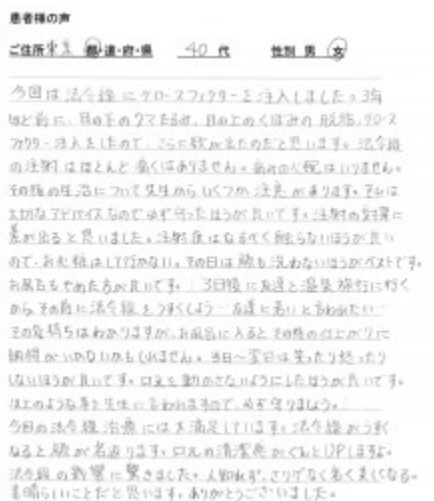 患者様の声
ご住所 東京 都・道・府・県 40 代 性別 男 女
今回は法令線にグロースファクターを注入しました。3年
ほど前に、目の下のクマたるみ、目の上のくぼみの脂肪、グロース
ファクター注入をしたので、さらに欲が出たのだと思います。法令線
の注射はほとんど痛くはありません。痛みの心配はいりません。
その後の生活について先生からいくつか注意があります。それは
大切なアドバイスなので必ず守ったほうが良いです。注射の効果に
差が出ると思いました。注射後はなるべく触らないほうが良い
ので、お化粧はして行かない。その日は顔も洗わないほうがベストです。
お風呂もやめた方が良いです。3日後に友達と温泉旅行に行く
からその前に法令線をうすくしよう…友達に若いと言われたい…
その気持ちはわかりますが、お風呂に入るとその後の仕上がりに
納得がいかないかもしれません。当日〜翌日は笑ったり怒ったり
しないほうが良いです。口元を動かさないようにしたほうが良いです。
以上のような事を先生に言われますので、必ず守りましょう。
今回の法令線治療には大満足しています。法令線がうすく
なると顔が若返ります。口元の清潔感がぐんとUPしますよ。
法令線の影響に驚きました。人知れず、さりげなく若く美しくなる。
素晴らしいことだと思います。ありがとうございました。